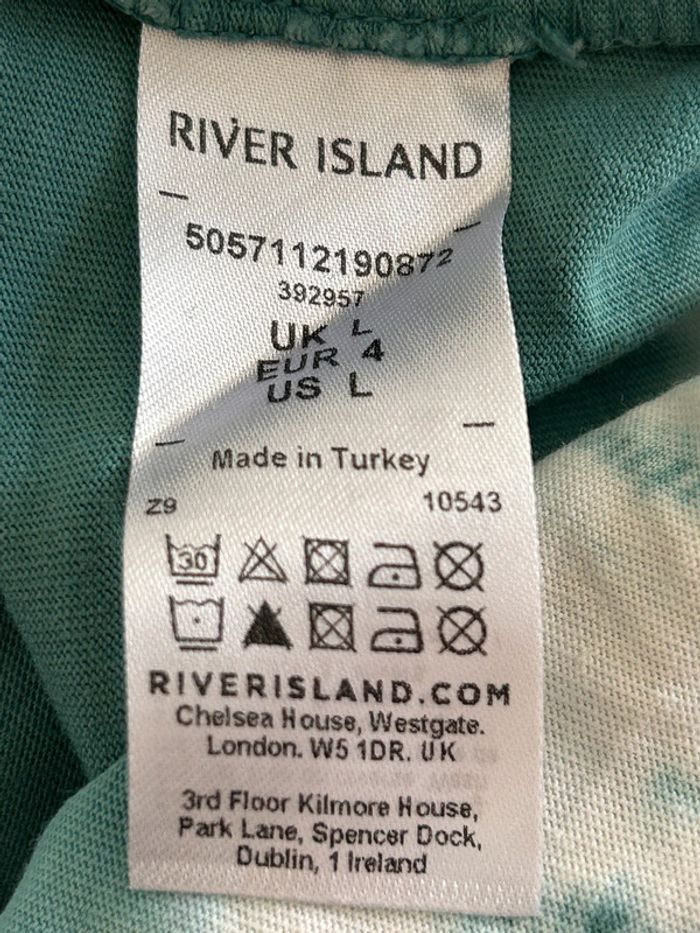 RIVER ISLAND
5057112190872
392957
UK L
EUR 4
US L
Made in Turkey
Z9 10543
30
RIVERISLAND.COM
Chelsea House, Westgate.
London. W5 1DR. UK
3rd Floor Kilmore House,
Park Lane, Spencer Dock,
Dublin, 1 Ireland